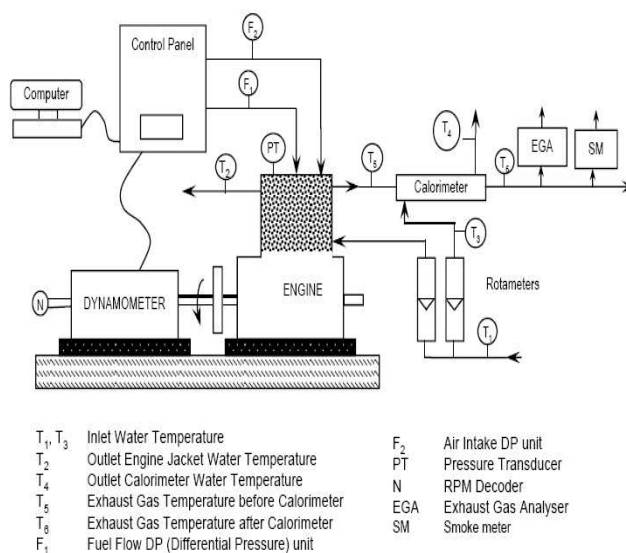 F2
Control Panel
F1
Computer
T4
T2
PT
T5
T5
EGA
SM
Calorimeter
T3
N
DYNAMOMETER
ENGINE
Rotameters
T1
T1, T3 Inlet Water Temperature
T2 Outlet Engine Jacket Water Temperature
T4 Outlet Calorimeter Water Temperature
T5 Exhaust Gas Temperature before Calorimeter
T6 Exhaust Gas Temperature after Calorimeter
F1 Fuel Flow DP (Differential Pressure) unit
F2 Air Intake DP unit
PT Pressure Transducer
N RPM Decoder
EGA Exhaust Gas Analyser
SM Smoke meter